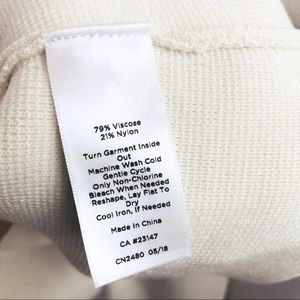 79% Viscose
21% Nylon
Turn Garment Inside
Out
Machine Wash Cold
Gentle Cycle
Only Non-Chlorine
Bleach When Needed
Reshape, Lay Flat To
Dry
Cool Iron, If Needed
Made in China
CA #23147
CN2480 05/18